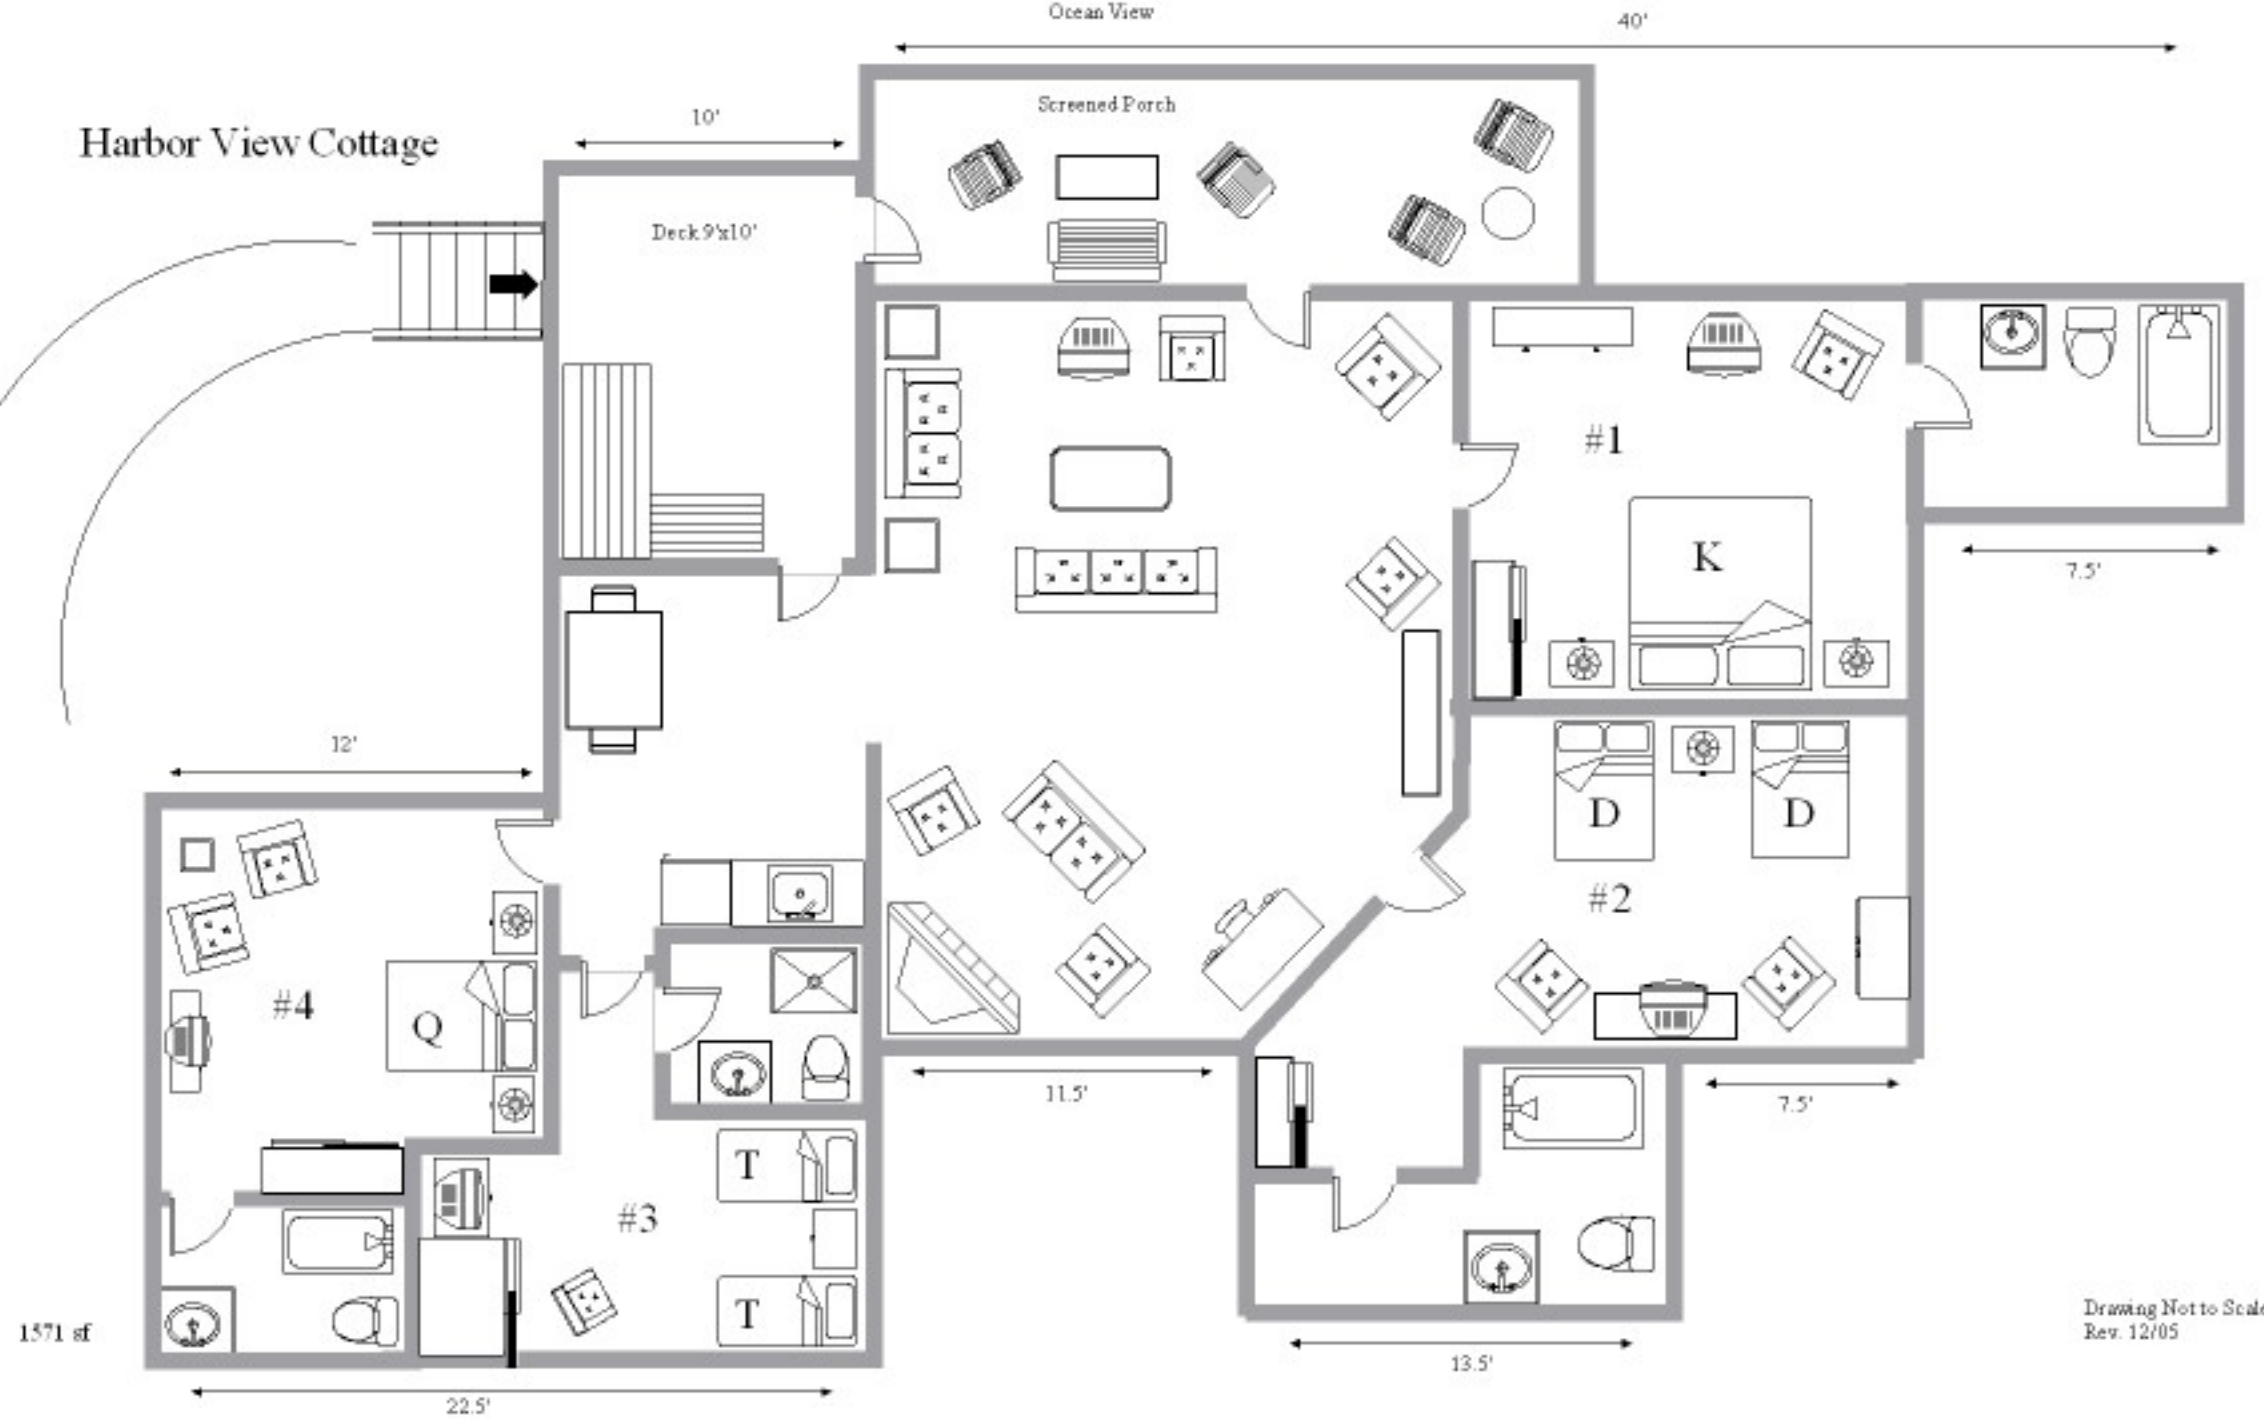 Ocean View
40'
Screened Porch
10'
Harbor View Cottage
Deck 9'x10'
#1
K
7.5'
12'
D
D
#2
#4
Q
11.5'
7.5'
T
#3
T
1571 sf
Drawing Not to Scale
Rev. 12/05
13.5'
22.5'